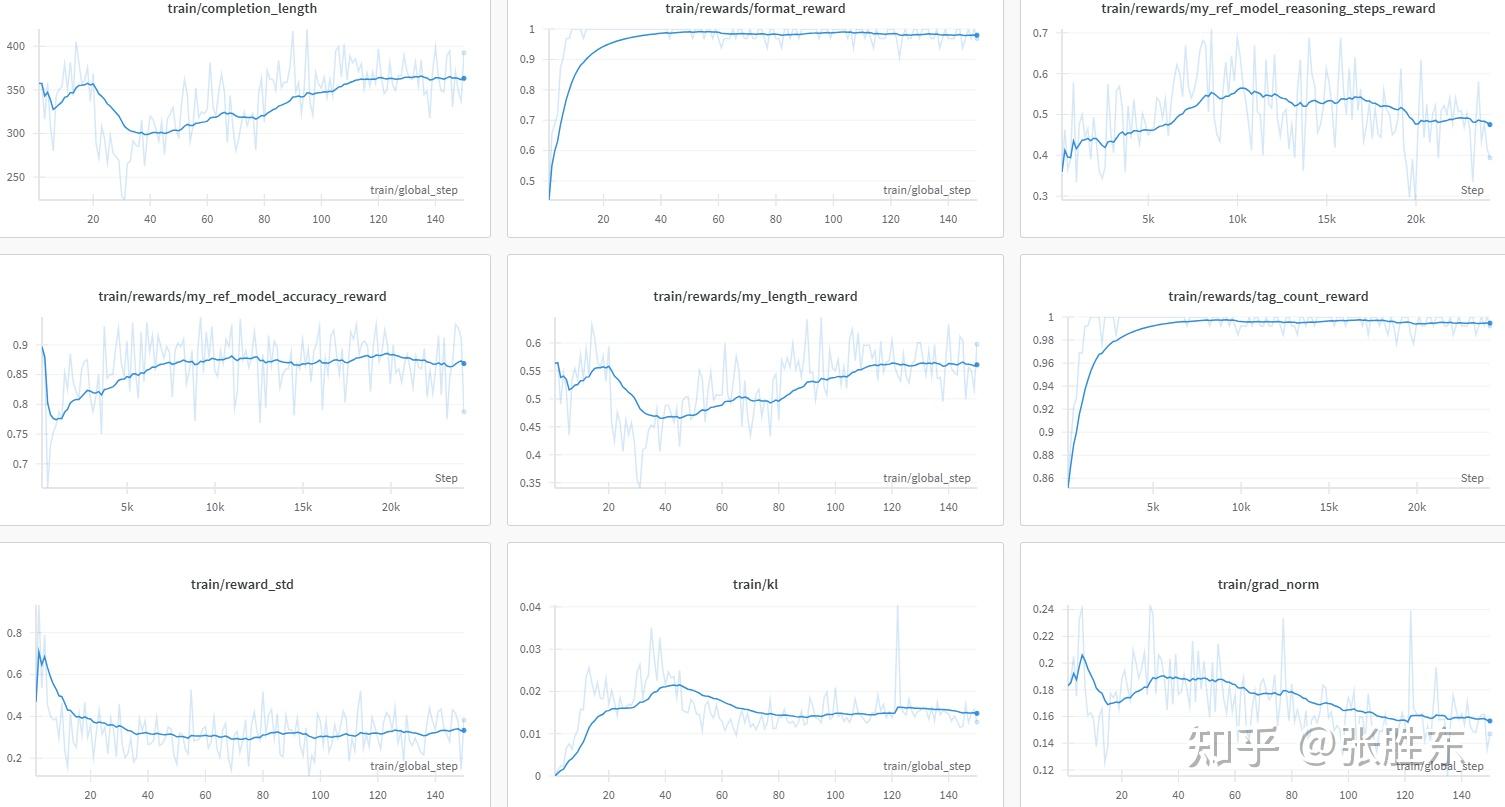 train/completion_length
400
350
300
250
train/global_step
20 40 60 80 100 120 140
train/rewards/format_reward
1
0.9
0.8
0.7
0.6
0.5
train/global_step
20 40 60 80 100 120 140
train/rewards/my_ref_model_reasoning_steps_reward
0.7
0.6
0.5
0.4
0.3
Step
5k 10k 15k 20k
train/rewards/my_ref_model_accuracy_reward
0.9
0.85
0.8
0.75
0.7
Step
5k 10k 15k 20k
train/rewards/my_length_reward
0.6
0.55
0.5
0.45
0.4
0.35
train/global_step
20 40 60 80 100 120 140
train/rewards/tag_count_reward
1
0.98
0.96
0.94
0.92
0.9
0.88
0.86
Step
5k 10k 15k 20k
train/reward_std
0.8
0.6
0.4
0.2
train/global_step
20 40 60 80 100 120 140
train/kl
0.04
0.03
0.02
0.01
0
train/global_step
20 40 60 80 100 120 140
train/grad_norm
0.24
0.22
0.2
0.18
0.16
0.14
0.12
train/global_step
20 40 60 80 100 120 140
知乎 @张胜东